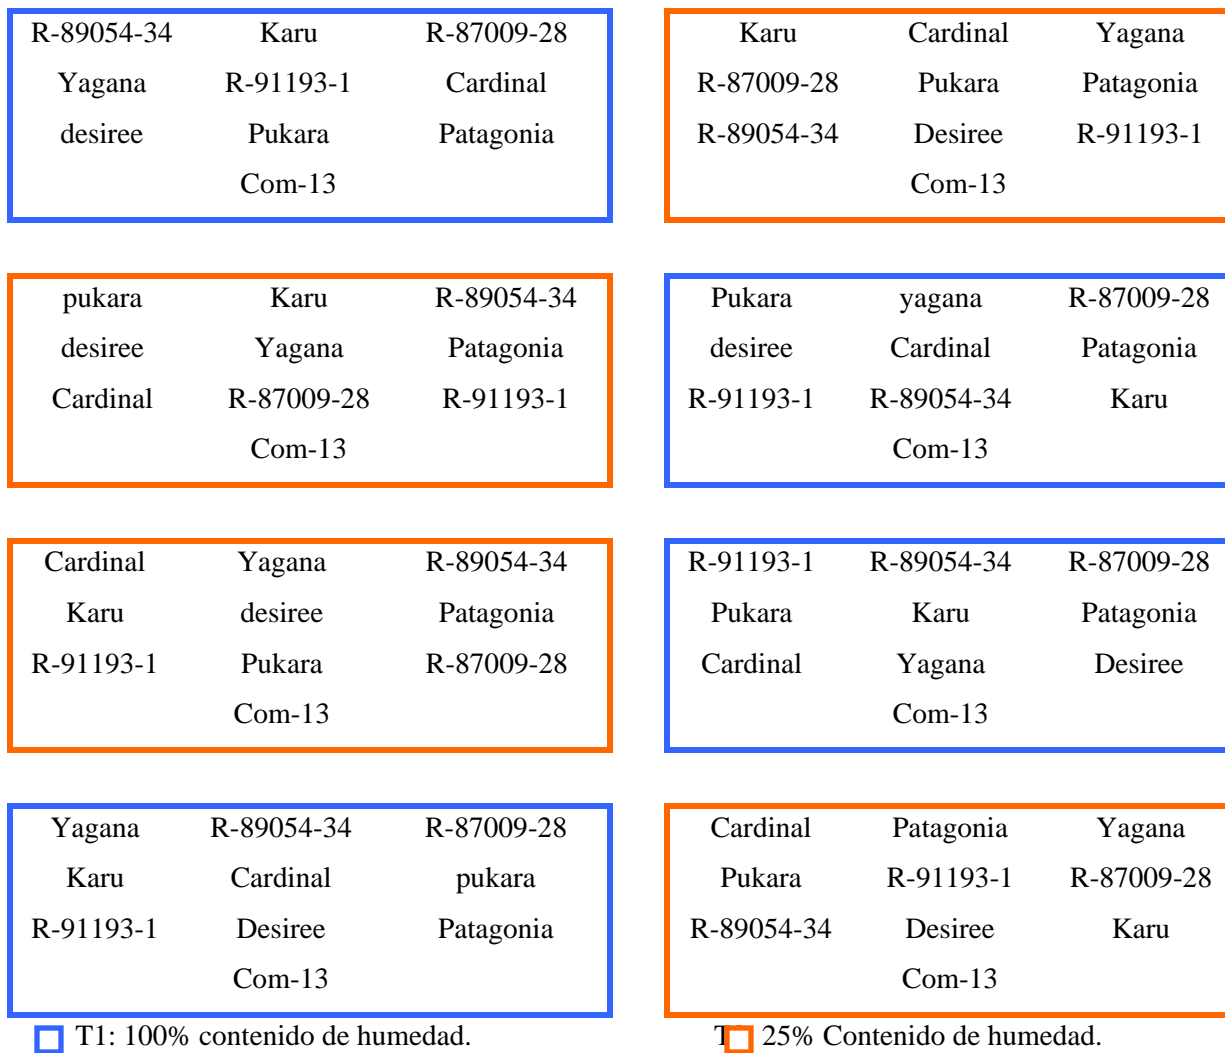 R-89054-34 Karu R-87009-28
Yagana R-91193-1 Cardinal
desiree Pukara Patagonia
Com-13
Karu Cardinal Yagana
R-87009-28 Pukara Patagonia
R-89054-34 Desiree R-91193-1
Com-13
pukara Karu R-89054-34
desiree Yagana Patagonia
Cardinal R-87009-28 R-91193-1
Com-13
Pukara yagana R-87009-28
desiree Cardinal Patagonia
R-91193-1 R-89054-34 Karu
Com-13
Cardinal Yagana R-89054-34
Karu desiree Patagonia
R-91193-1 Pukara R-87009-28
Com-13
R-91193-1 R-89054-34 R-87009-28
Pukara Karu Patagonia
Cardinal Yagana Desiree
Com-13
Yagana R-89054-34 R-87009-28
Karu Cardinal pukara
R-91193-1 Desiree Patagonia
Com-13
Cardinal Patagonia Yagana
Pukara R-91193-1 R-87009-28
R-89054-34 Desiree Karu
Com-13
T1: 100% contenido de humedad.
25% Contenido de humedad.